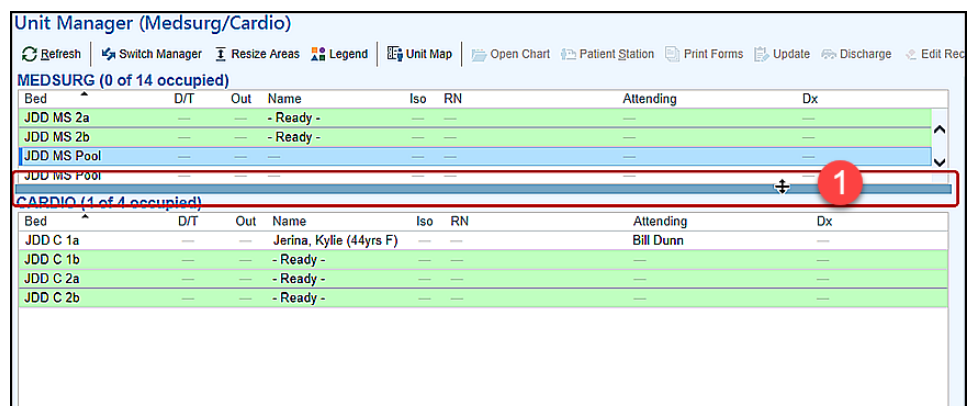 Unit Manager (Medsurg/Cardio)
Refresh Switch Manager Resize Areas Legend Unit Map Open Chart Patient Station Print Forms Update Discharge Edit Rec
MEDSURG (0 of 14 occupied)
Bed D/T Out Name Iso RN Attending Dx
JDD MS 2a — — - Ready - — — — —
JDD MS 2b — — - Ready - — — — —
JDD MS Pool — — — — — — —
JDD MS Pool — — — — — — —
1
CARDIO (1 of 4 occupied)
Bed D/T Out Name Iso RN Attending Dx
JDD C 1a — — Jerina, Kylie (44yrs F) — — Bill Dunn —
JDD C 1b — — - Ready - — — — —
JDD C 2a — — - Ready - — — — —
JDD C 2b — — - Ready - — — — —